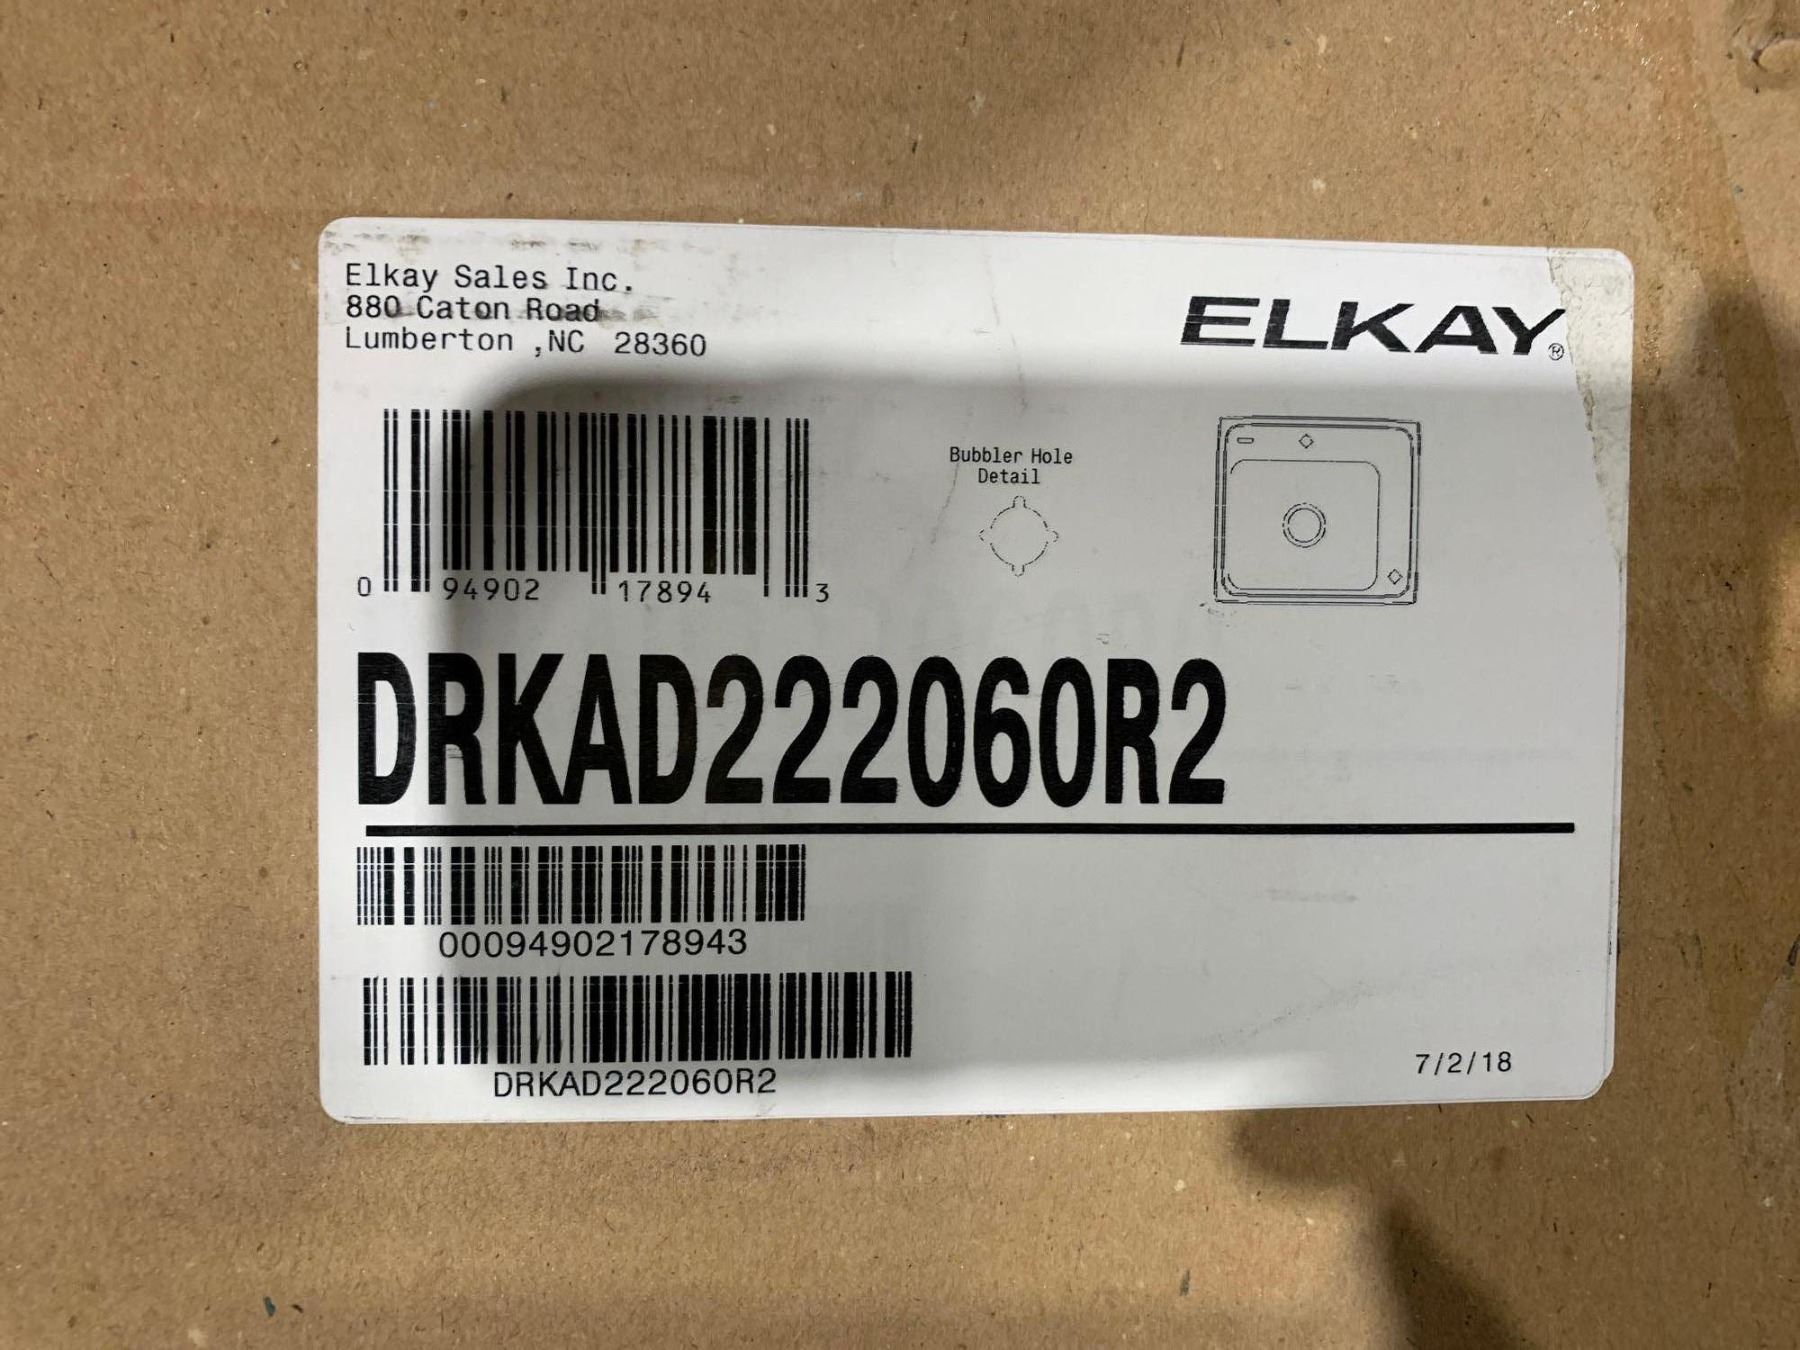 Elkay Sales Inc.
880 Caton Road
Lumberton ,NC 28360
ELKAY®
Bubbler Hole
Detail
0 94902 17894 3
DRKAD222060R2
00094902178943
DRKAD222060R2
7/2/18